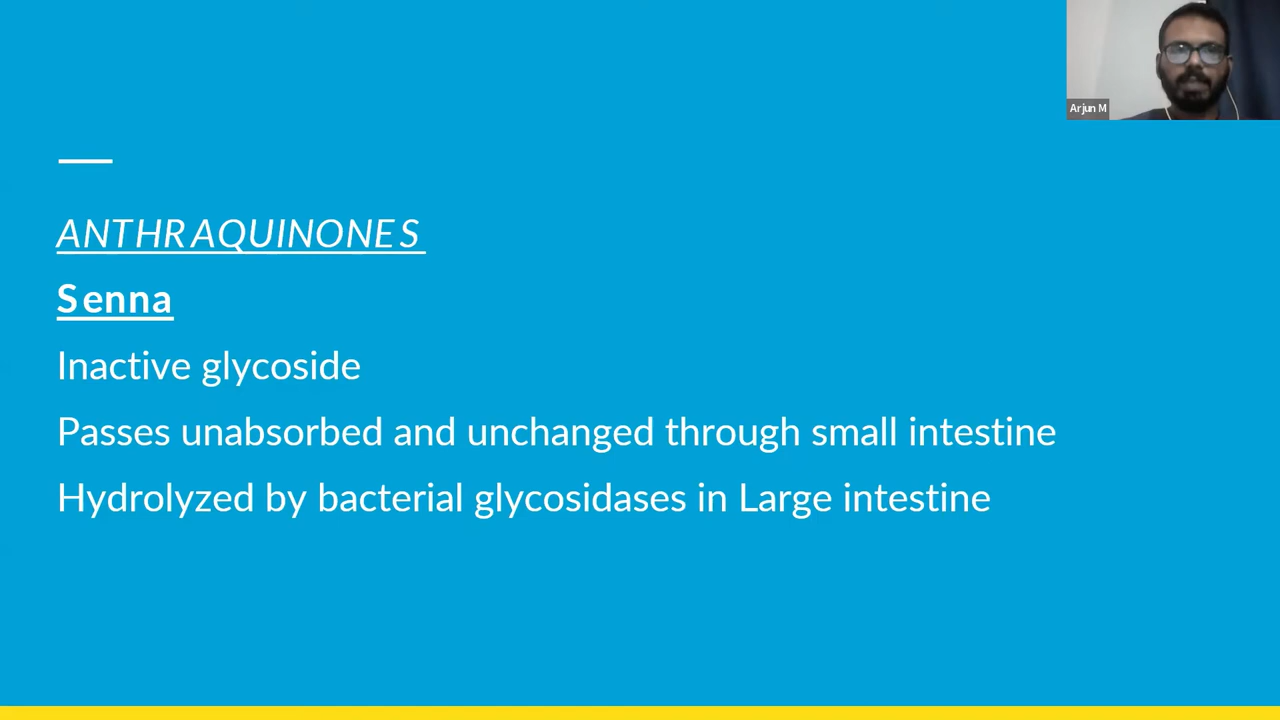 Arjun M
ANTHRAQUINONES
Senna
Inactive glycoside
Passes unabsorbed and unchanged through small intestine
Hydrolyzed by bacterial glycosidases in Large intestine